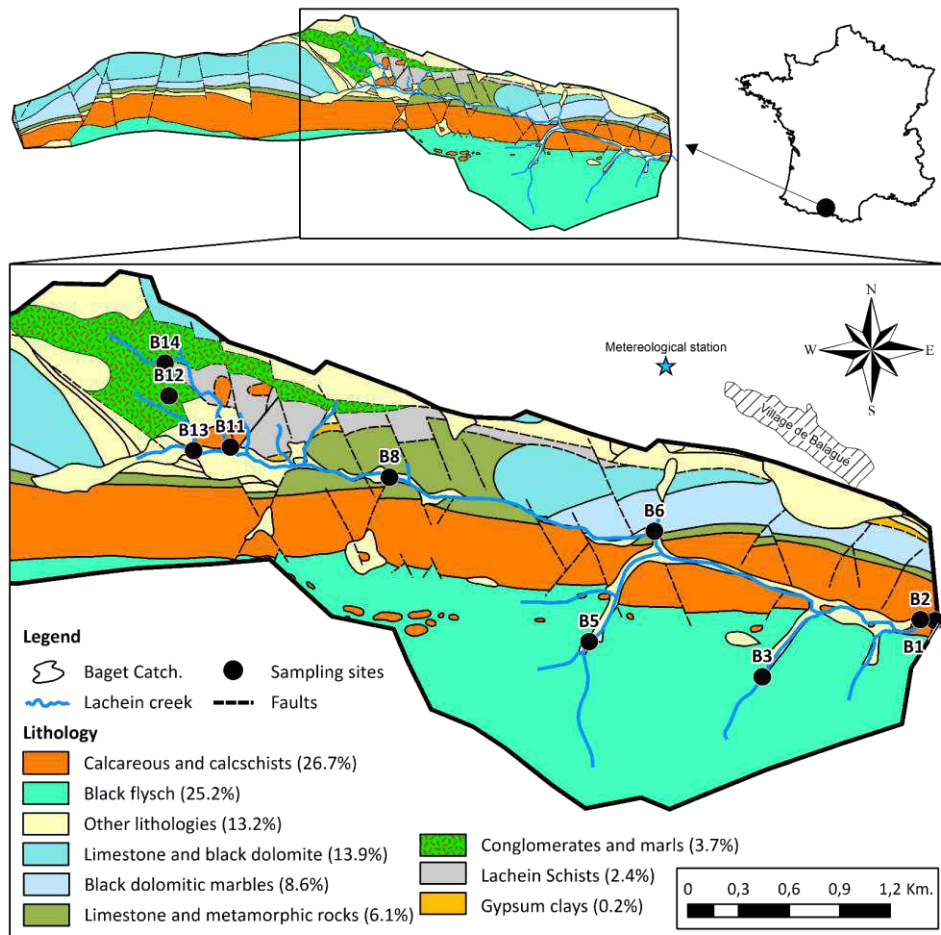 N
W E
S
Metereological station
Village de Balagué
B14
B12
B13
B11
B8
B6
B5
B3
B2
B1
Legend
Baget Catch.
Sampling sites
Lachein creek
Faults
Lithology
Calcareous and calcschists (26.7%)
Black flysch (25.2%)
Other lithologies (13.2%)
Limestone and black dolomite (13.9%)
Black dolomitic marbles (8.6%)
Limestone and metamorphic rocks (6.1%)
Conglomerates and marls (3.7%)
Lachein Schists (2.4%)
Gypsum clays (0.2%)
0 0,3 0,6 0,9 1,2 Km.